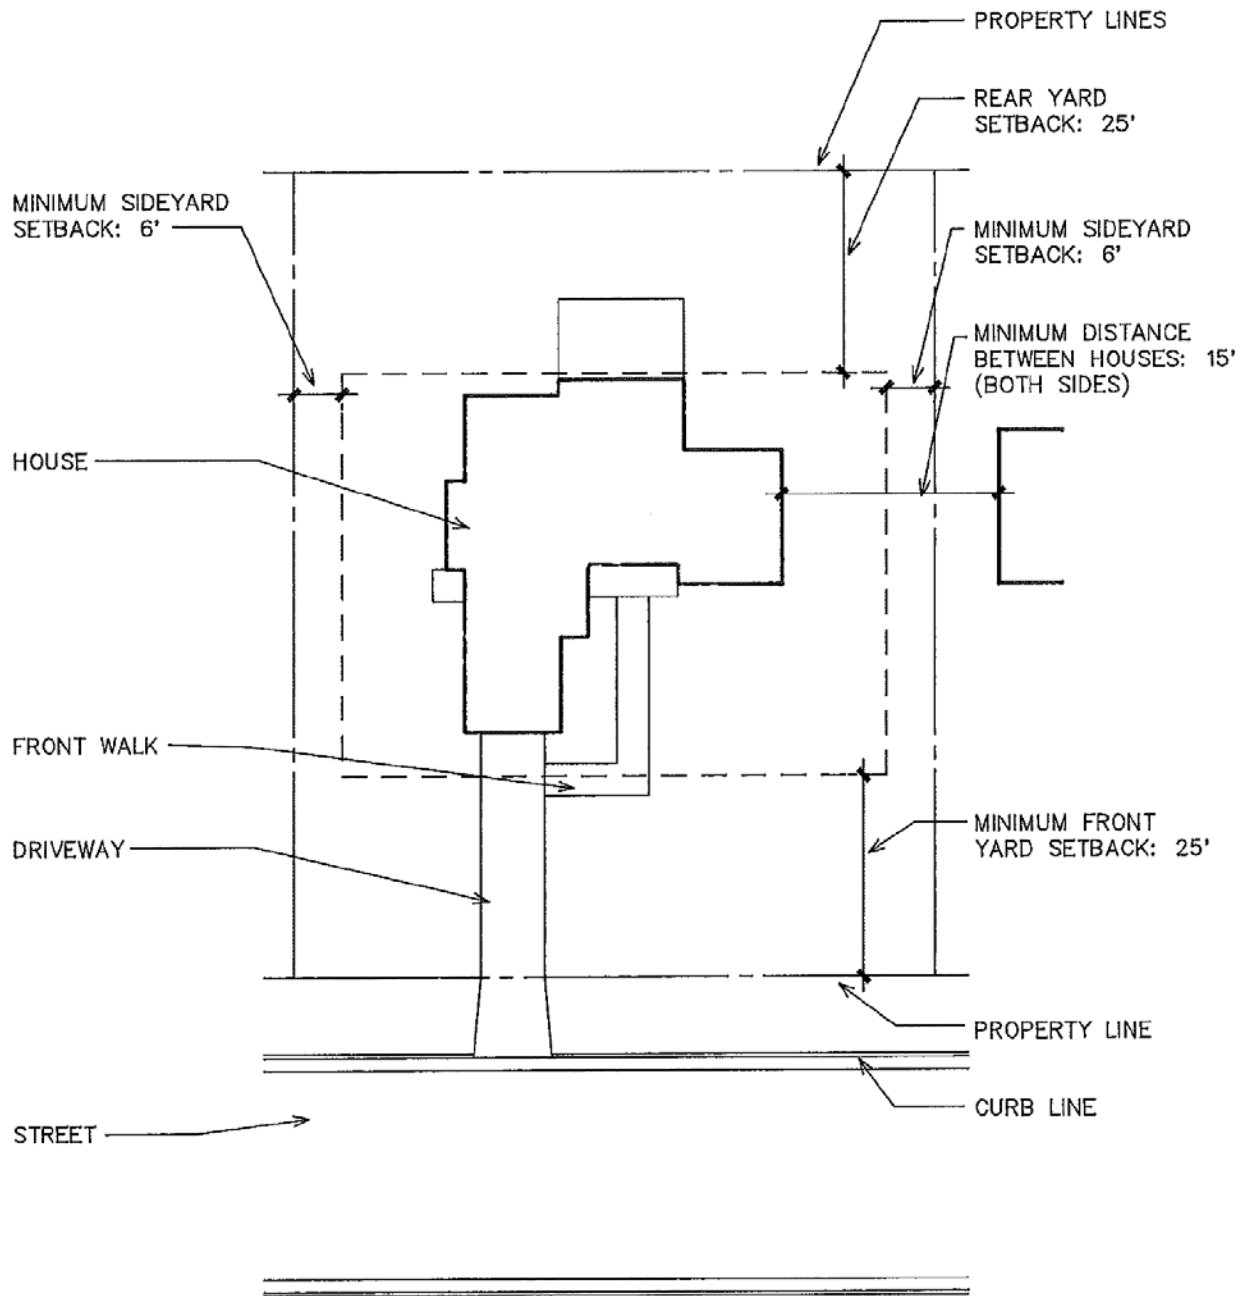 PROPERTY LINES
REAR YARD
SETBACK: 25'
MINIMUM SIDEYARD
SETBACK: 6'
MINIMUM SIDEYARD
SETBACK: 6'
MINIMUM DISTANCE
BETWEEN HOUSES: 15'
(BOTH SIDES)
HOUSE
FRONT WALK
MINIMUM FRONT
YARD SETBACK: 25'
DRIVEWAY
PROPERTY LINE
CURB LINE
STREET